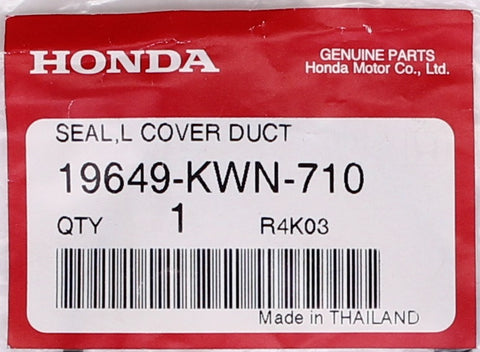 HONDA
GENUINE PARTS
Honda Motor Co., Ltd.
SEAL,L COVER DUCT
19649-KWN-710
QTY 1 R4K03
Made in THAILAND